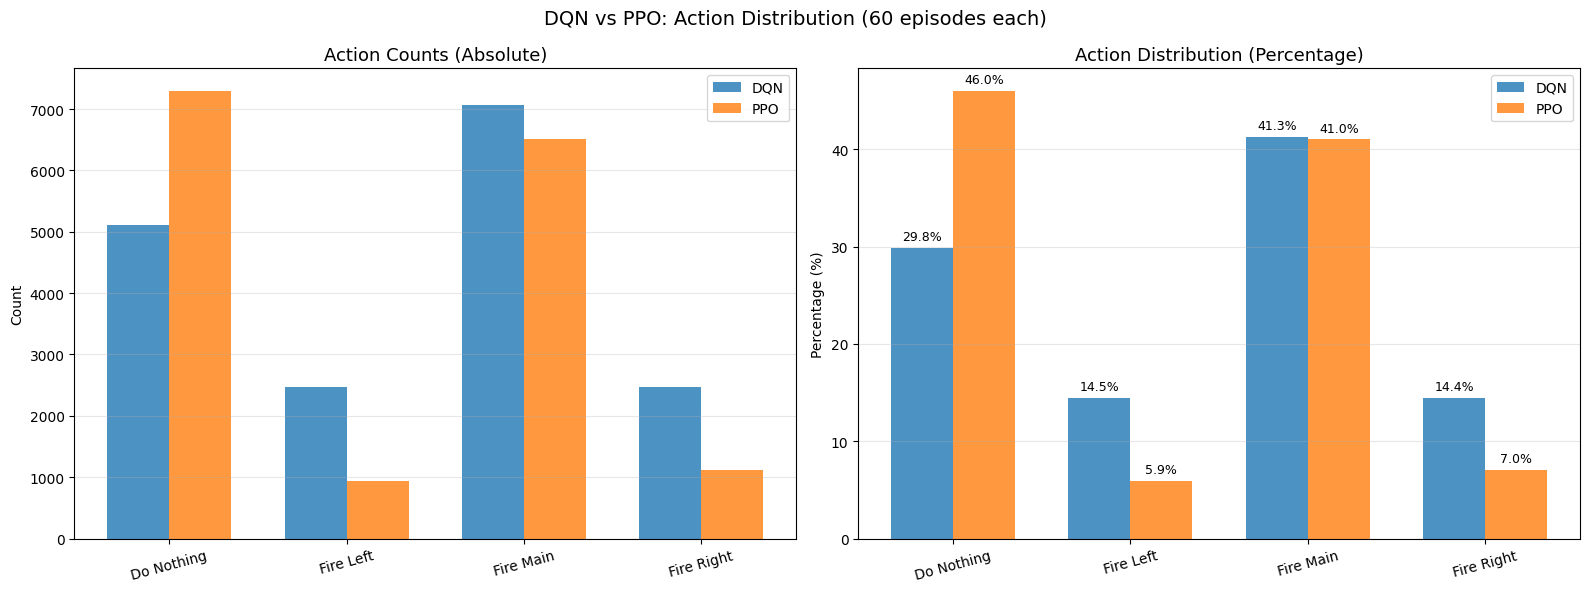 DQN vs PPO: Action Distribution (60 episodes each)
Action Counts (Absolute)
DQN
PPO
Count
7000
6000
5000
4000
3000
2000
1000
0
Do Nothing
Fire Left
Fire Main
Fire Right
Action Distribution (Percentage)
DQN
PPO
Percentage (%)
40
30
20
10
0
29.8%
46.0%
14.5%
5.9%
41.3%
41.0%
14.4%
7.0%
Do Nothing
Fire Left
Fire Main
Fire Right